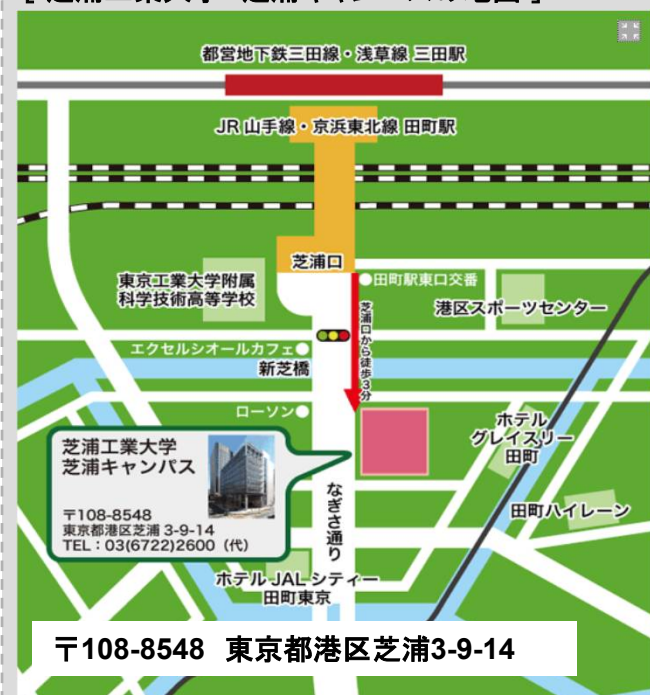 都営地下鉄三田線・浅草線 三田駅
JR 山手線・京浜東北線 田町駅
芝浦口
田町駅東口交番
東京工業大学附属
科学技術高等学校
港区スポーツセンター
芝浦口から徒歩3分
エクセルシオールカフェ
新芝橋
ローソン
ホテル
グレイスリー
田町
芝浦工業大学
芝浦キャンパス
〒108-8548
東京都港区芝浦 3-9-14
TEL：03(6722)2600（代）
なぎさ通り
田町ハイレーン
ホテル JAL シティー
田町東京
〒108-8548 東京都港区芝浦3-9-14